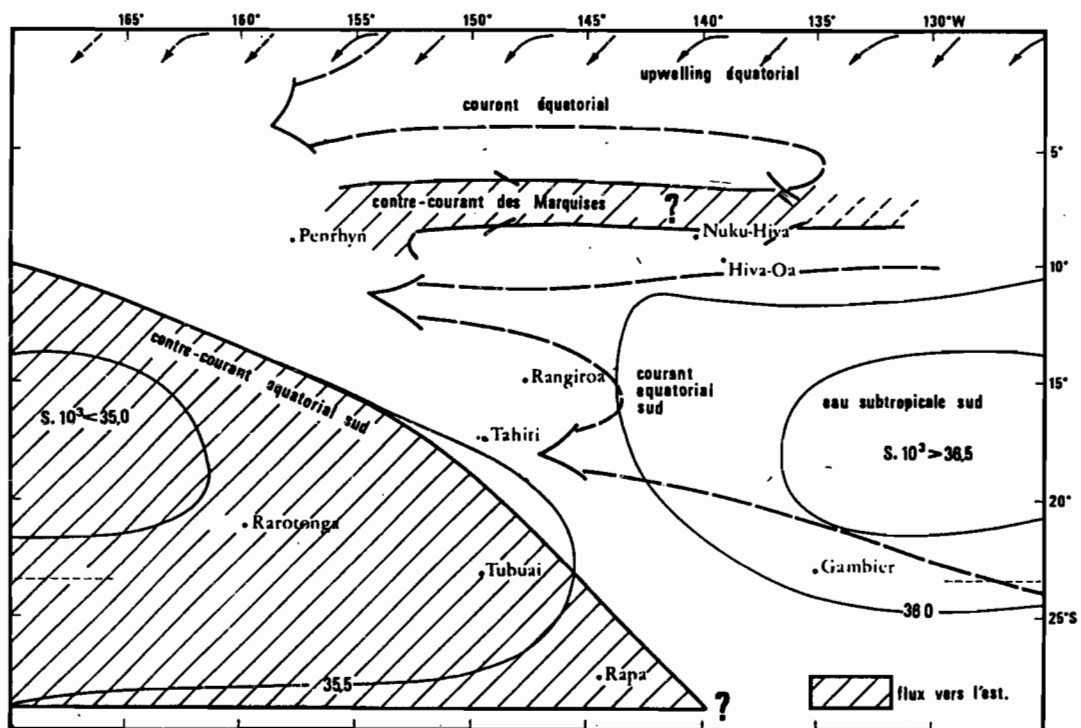 165° 160° 155° 150° 145° 140° 135° 130°W
upwelling équatorial
courant équatorial
5°
contre-courant des Marquises
?
Penrhyn
Nuku-Hiva
Hiva-Oa
10°
contre-courant équatorial sud
Rangiroa
courant
equatorial
sud
15°
eau subtropicale sud
S.10³<35,0
Tahiti
S.10³>36,5
20°
Rarotonga
Tubuai
Gambier
36 0
25°S
35,5
Rapa
?
flux vers l'est.